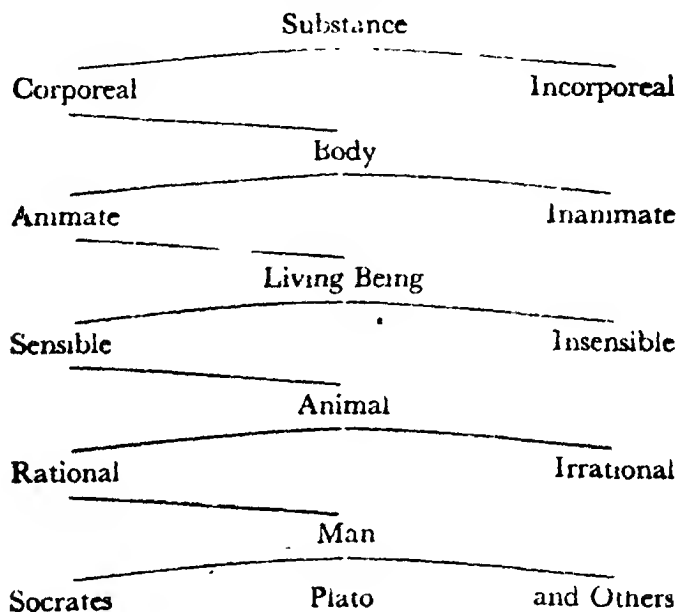 Substance
Corporeal Incorporeal
Body
Animate Inanimate
Living Being
Sensible Insensible
Animal
Rational Irrational
Man
Socrates Plato and Others